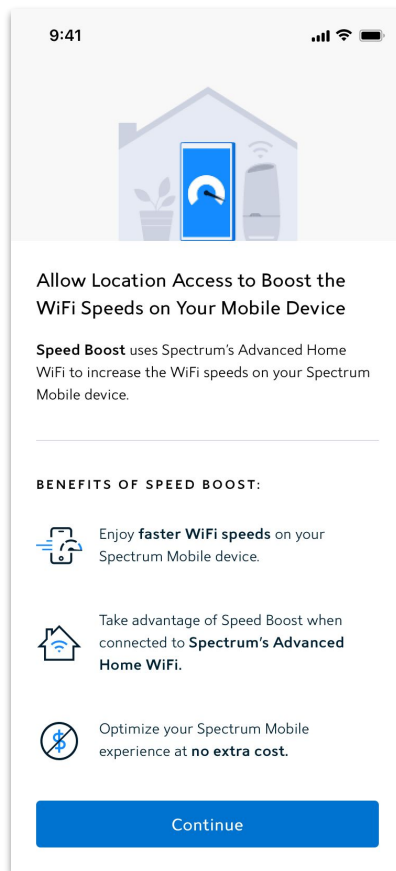 9:41
Allow Location Access to Boost the
WiFi Speeds on Your Mobile Device
Speed Boost uses Spectrum's Advanced Home
WiFi to increase the WiFi speeds on your Spectrum
Mobile device.
BENEFITS OF SPEED BOOST:
Enjoy faster WiFi speeds on your
Spectrum Mobile device.
Take advantage of Speed Boost when
connected to Spectrum's Advanced
Home WiFi.
Optimize your Spectrum Mobile
experience at no extra cost.
Continue